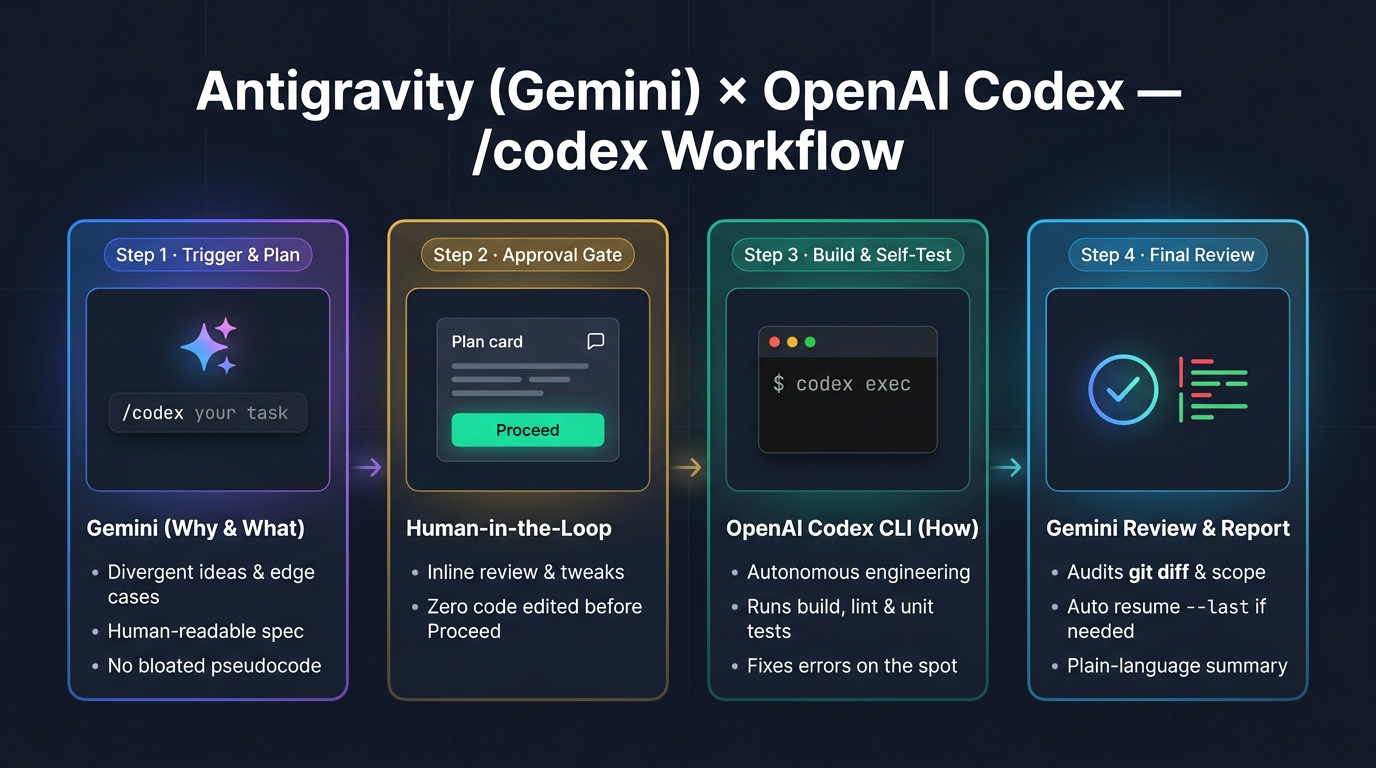 Antigravity (Gemini) × OpenAI Codex —
/codex Workflow
Step 1 · Trigger & Plan
/codex your task
Gemini (Why & What)
• Divergent ideas & edge
cases
• Human-readable spec
• No bloated pseudocode
Step 2 · Approval Gate
Plan card
Proceed
Human-in-the-Loop
• Inline review & tweaks
• Zero code edited before
Proceed
Step 3 · Build & Self-Test
$ codex exec
OpenAI Codex CLI (How)
• Autonomous engineering
• Runs build, lint & unit
tests
• Fixes errors on the spot
Step 4 · Final Review
Gemini Review & Report
• Audits git diff & scope
• Auto resume --last if
needed
• Plain-language summary